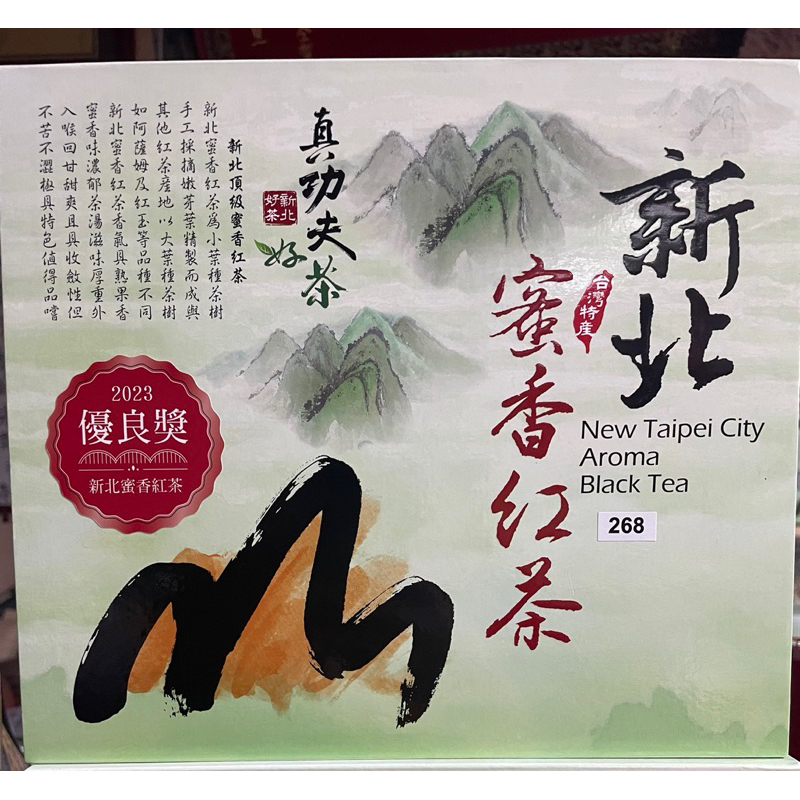 新北
台灣特產
蜜香紅茶
New Taipei City
Aroma
Black Tea
268
真功夫
好茶
新北
好茶
新北頂級蜜香紅茶
新北蜜香紅茶為小葉種茶樹
手工採摘嫩芽葉精製而成與
其他紅茶產地以大葉種茶樹
如阿薩姆及紅玉等品種不同
新北蜜香紅茶香氣具熟果香
蜜香味濃郁茶湯滋味厚重外
入喉回甘甜爽且具收斂性但
不苦不澀極具特色值得品嚐
2023
優良獎
新北蜜香紅茶